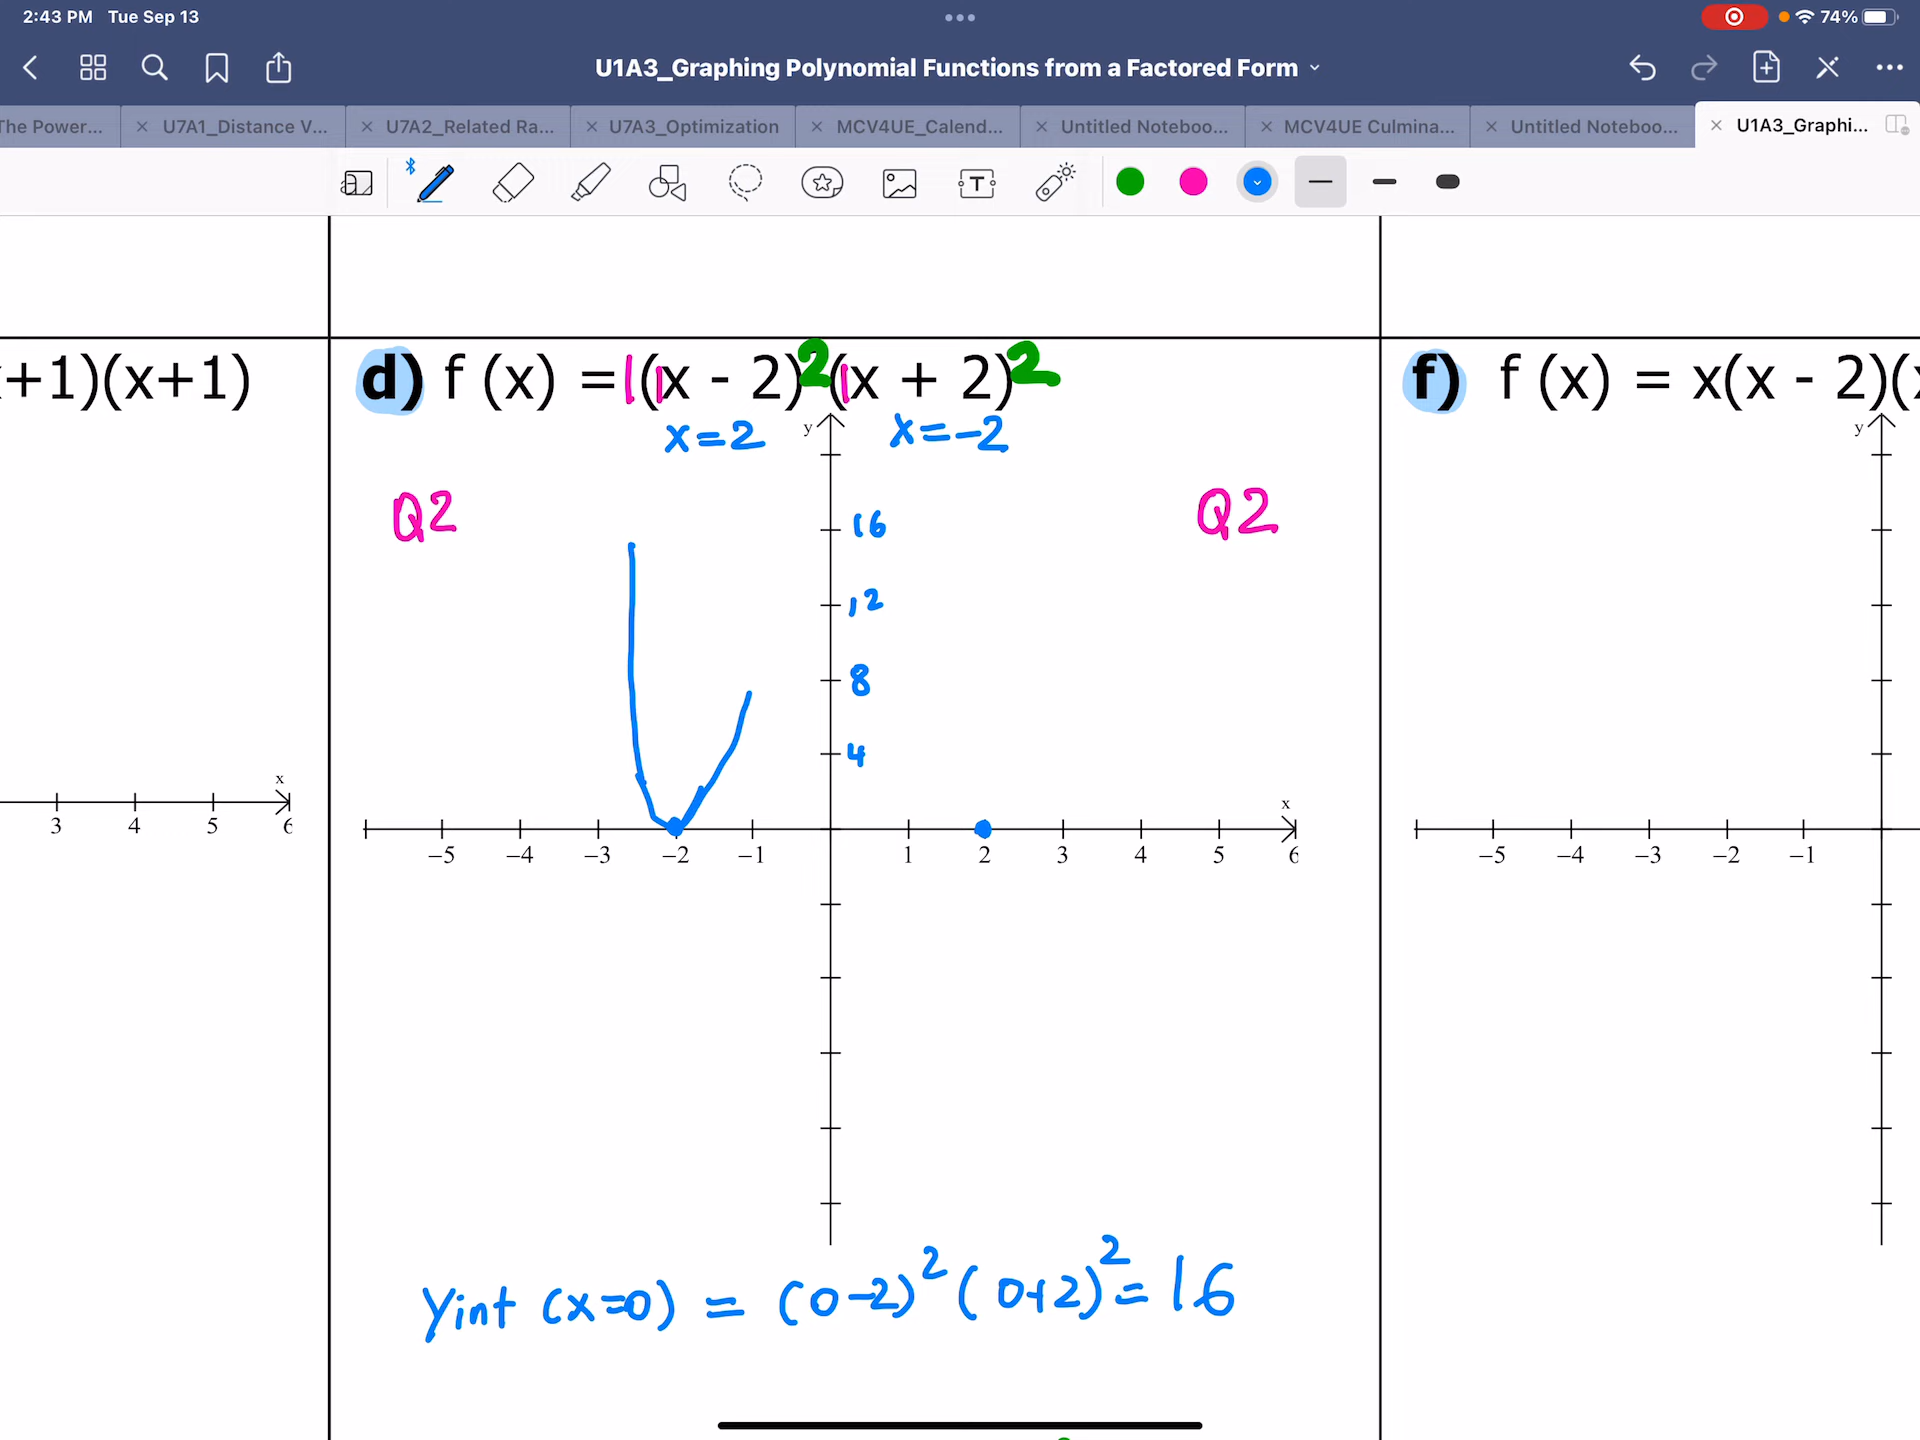 2:43 PM Tue Sep 13
74%
U1A3_Graphing Polynomial Functions from a Factored Form
The Power...
U7A1_Distance V...
U7A2_Related Ra...
U7A3_Optimization
MCV4UE_Calend...
Untitled Noteboo...
MCV4UE Culmina...
Untitled Noteboo...
U1A3_Graphi...
+1)(x+1)
d) f (x) = 1(1x - 2)²(1x + 2)²
f) f (x) = x(x - 2)(x
x=2
y
x=-2
y
Q2
16
Q2
12
8
4
x
3 4 5 6
x
-5 -4 -3 -2 -1 1 2 3 4 5 6
-5 -4 -3 -2 -1
Yint (x=0) = (0-2)² (0+2)² = 16